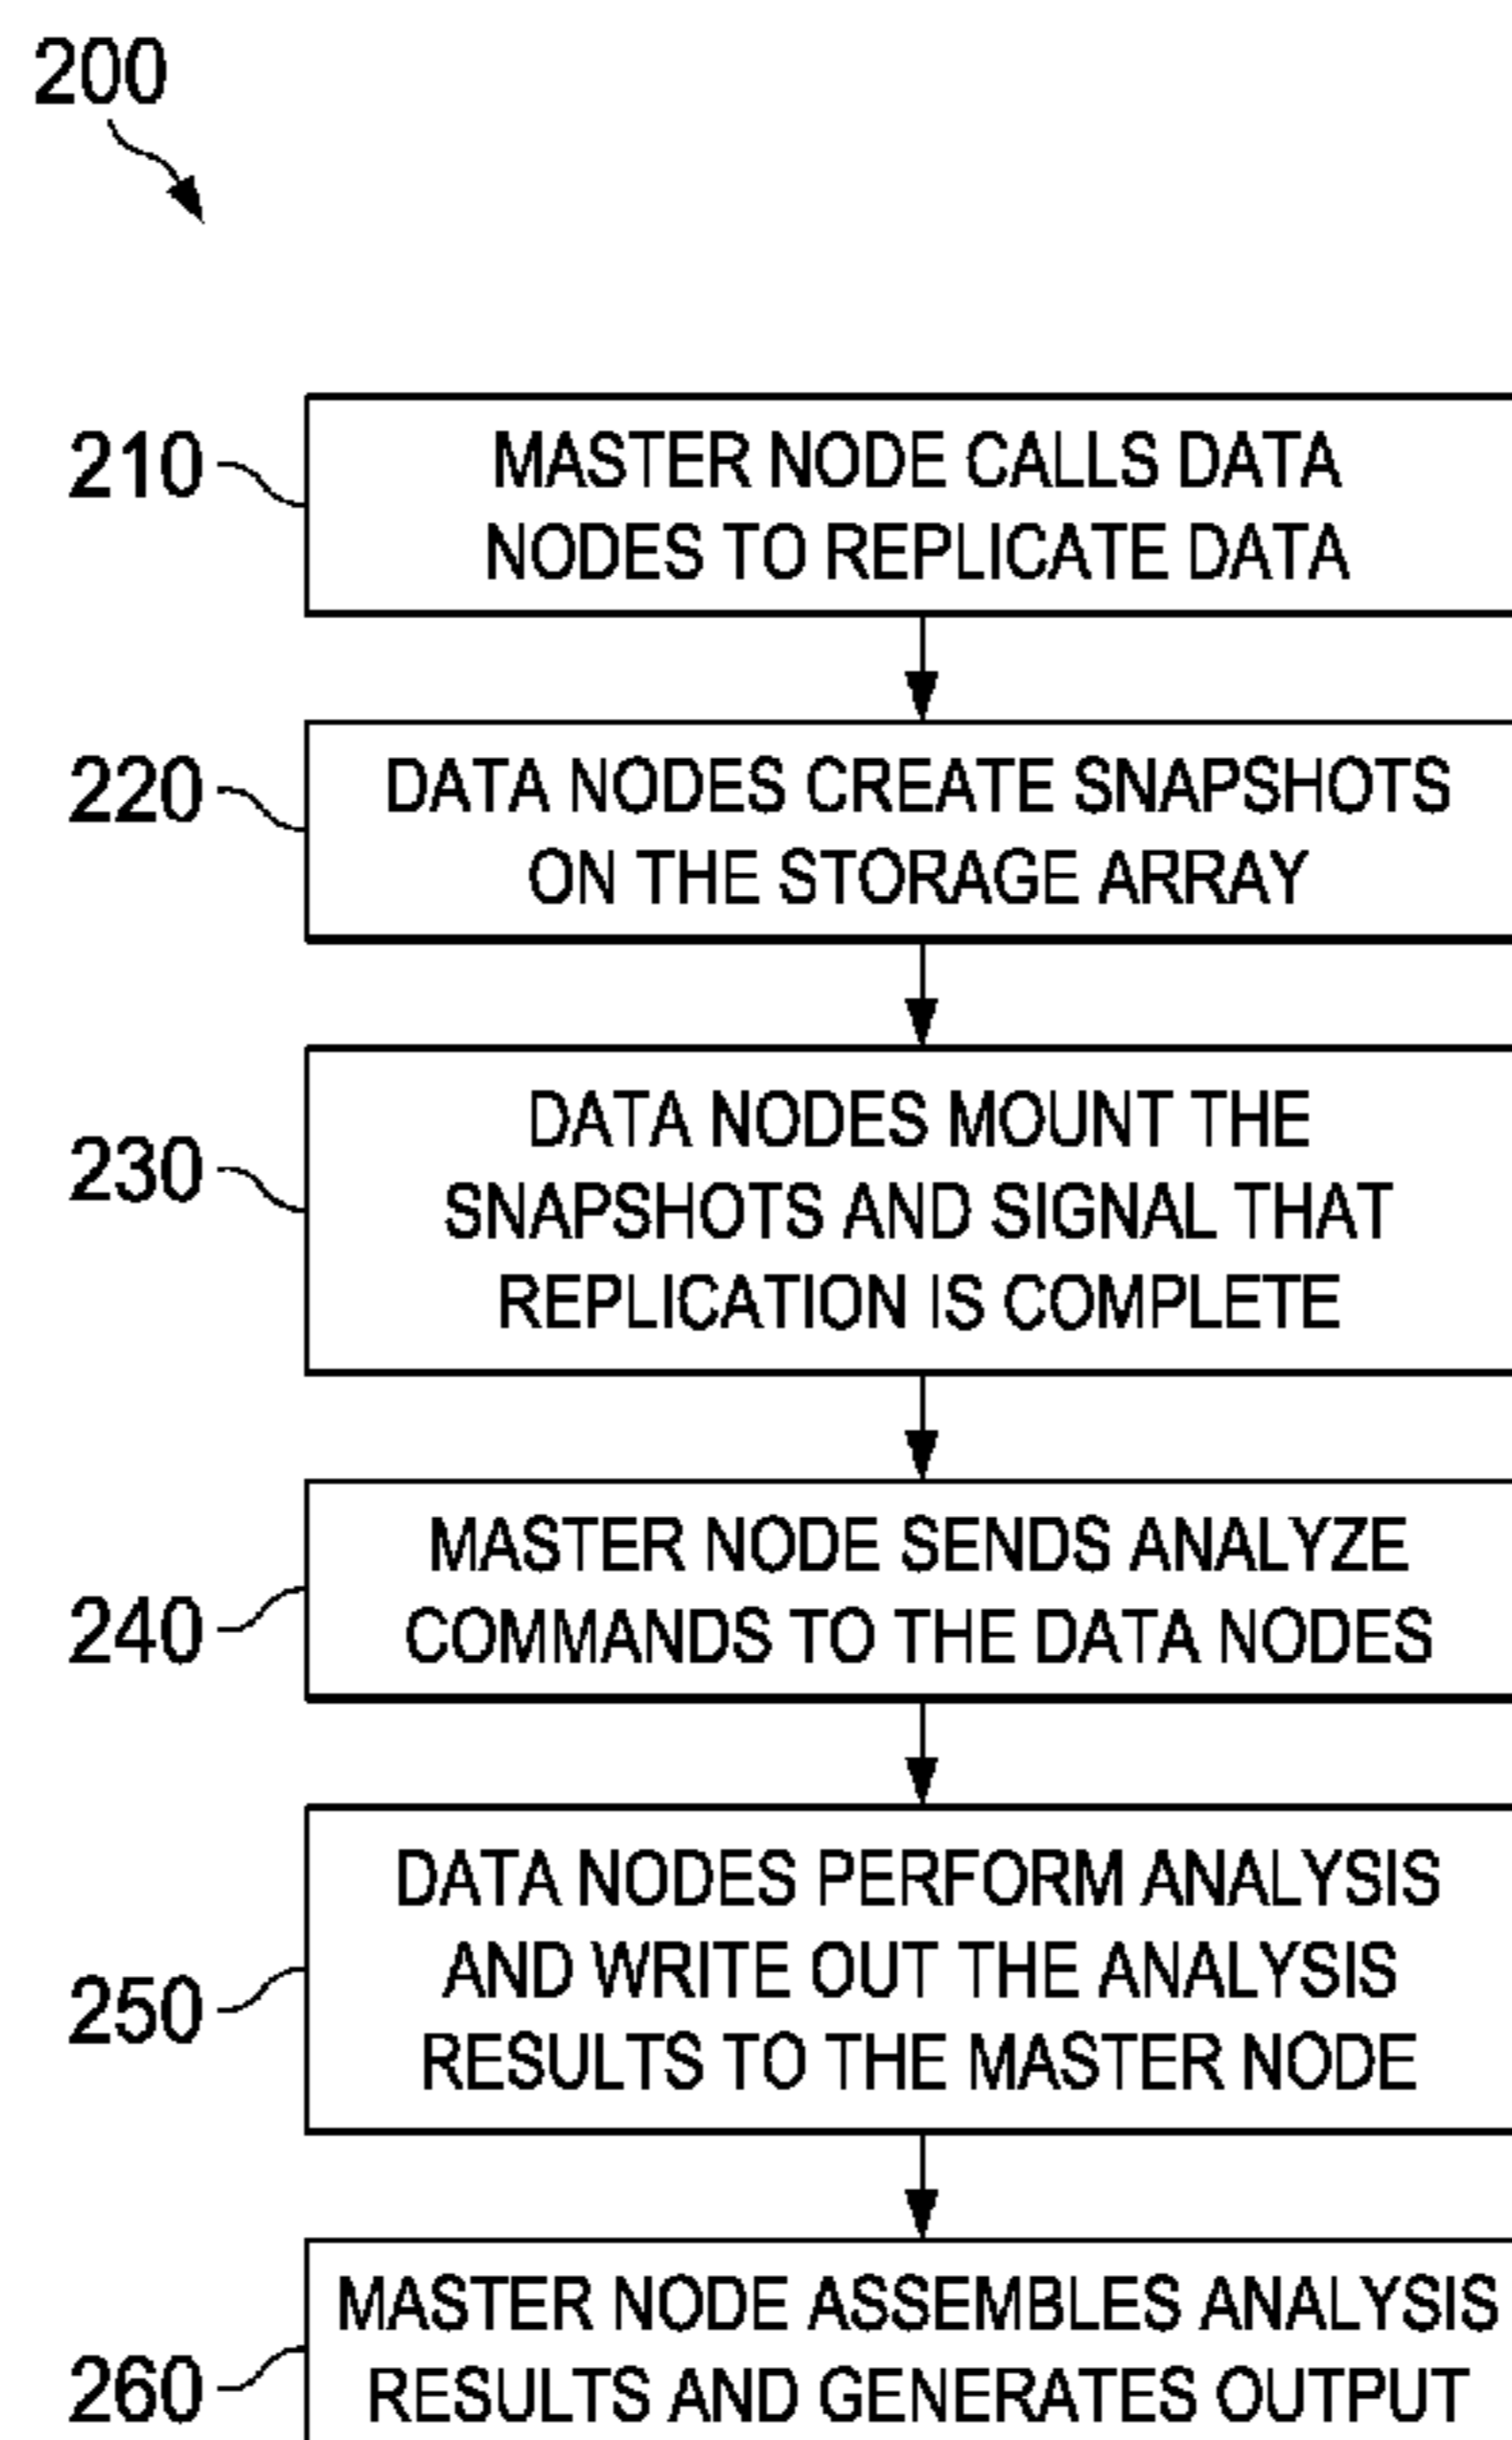 200
210
MASTER NODE CALLS DATA
NODES TO REPLICATE DATA
220
DATA NODES CREATE SNAPSHOTS
ON THE STORAGE ARRAY
230
DATA NODES MOUNT THE
SNAPSHOTS AND SIGNAL THAT
REPLICATION IS COMPLETE
240
MASTER NODE SENDS ANALYZE
COMMANDS TO THE DATA NODES
250
DATA NODES PERFORM ANALYSIS
AND WRITE OUT THE ANALYSIS
RESULTS TO THE MASTER NODE
260
MASTER NODE ASSEMBLES ANALYSIS
RESULTS AND GENERATES OUTPUT